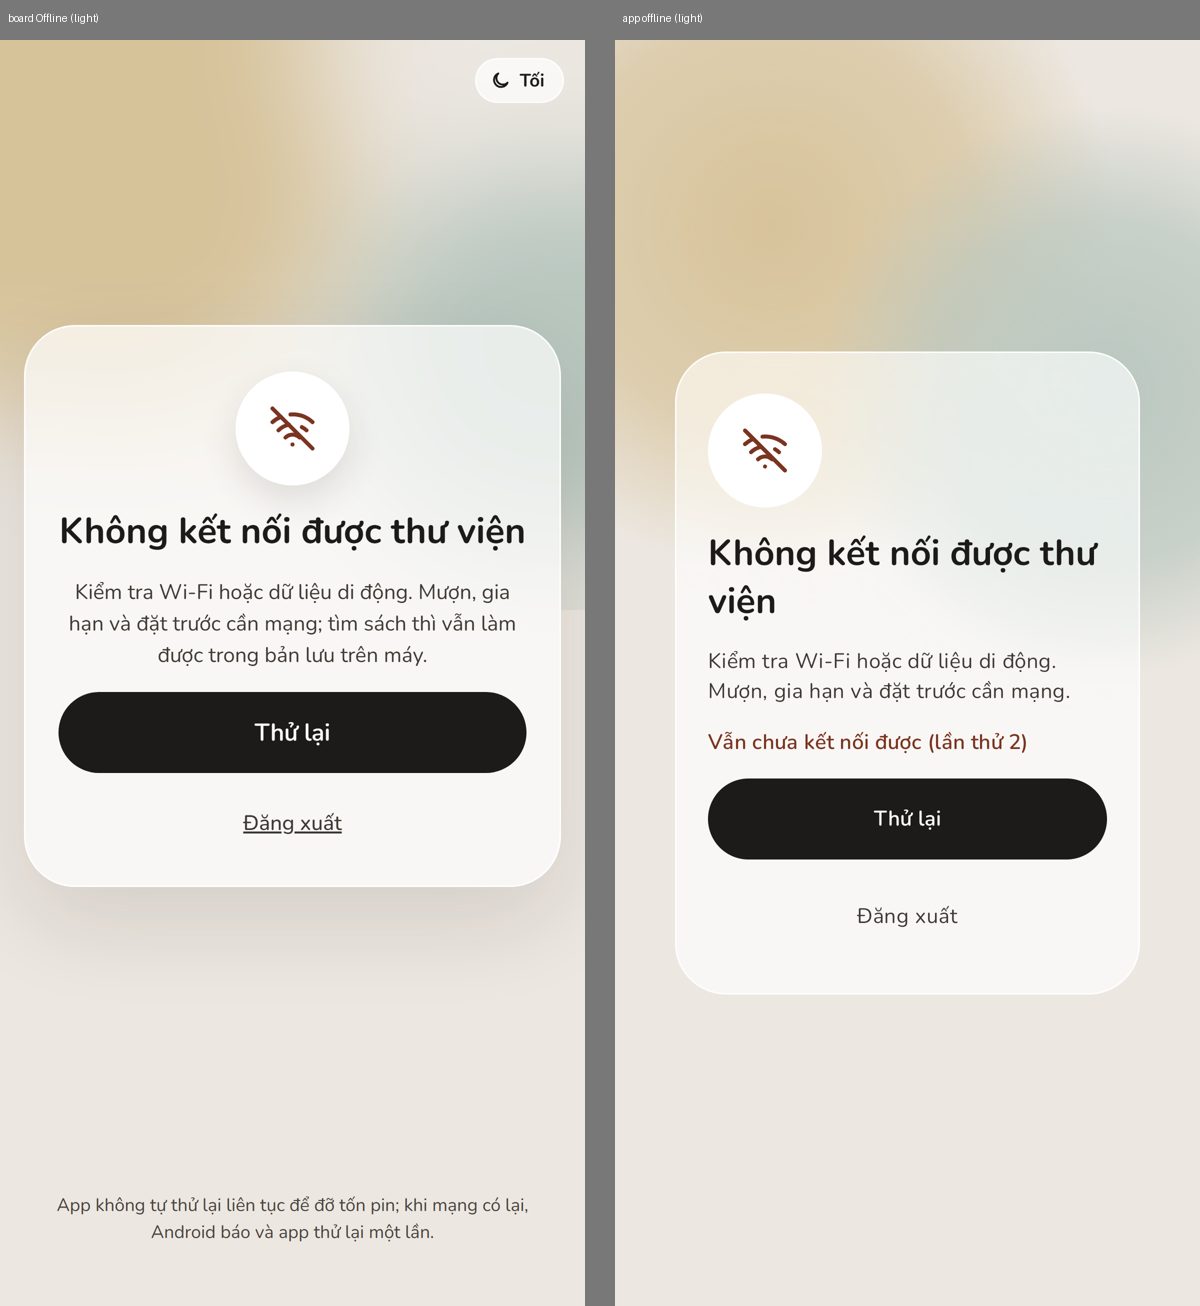 board Offline (light)
Tối
Không kết nối được thư viện
Kiểm tra Wi-Fi hoặc dữ liệu di động. Mượn, gia
hạn và đặt trước cần mạng; tìm sách thì vẫn làm
được trong bản lưu trên máy.
Thử lại
Đăng xuất
App không tự thử lại liên tục để đỡ tốn pin; khi mạng có lại,
Android báo và app thử lại một lần.
app offline (light)
Không kết nối được thư
viện
Kiểm tra Wi-Fi hoặc dữ liệu di động.
Mượn, gia hạn và đặt trước cần mạng.
Vẫn chưa kết nối được (lần thứ 2)
Thử lại
Đăng xuất